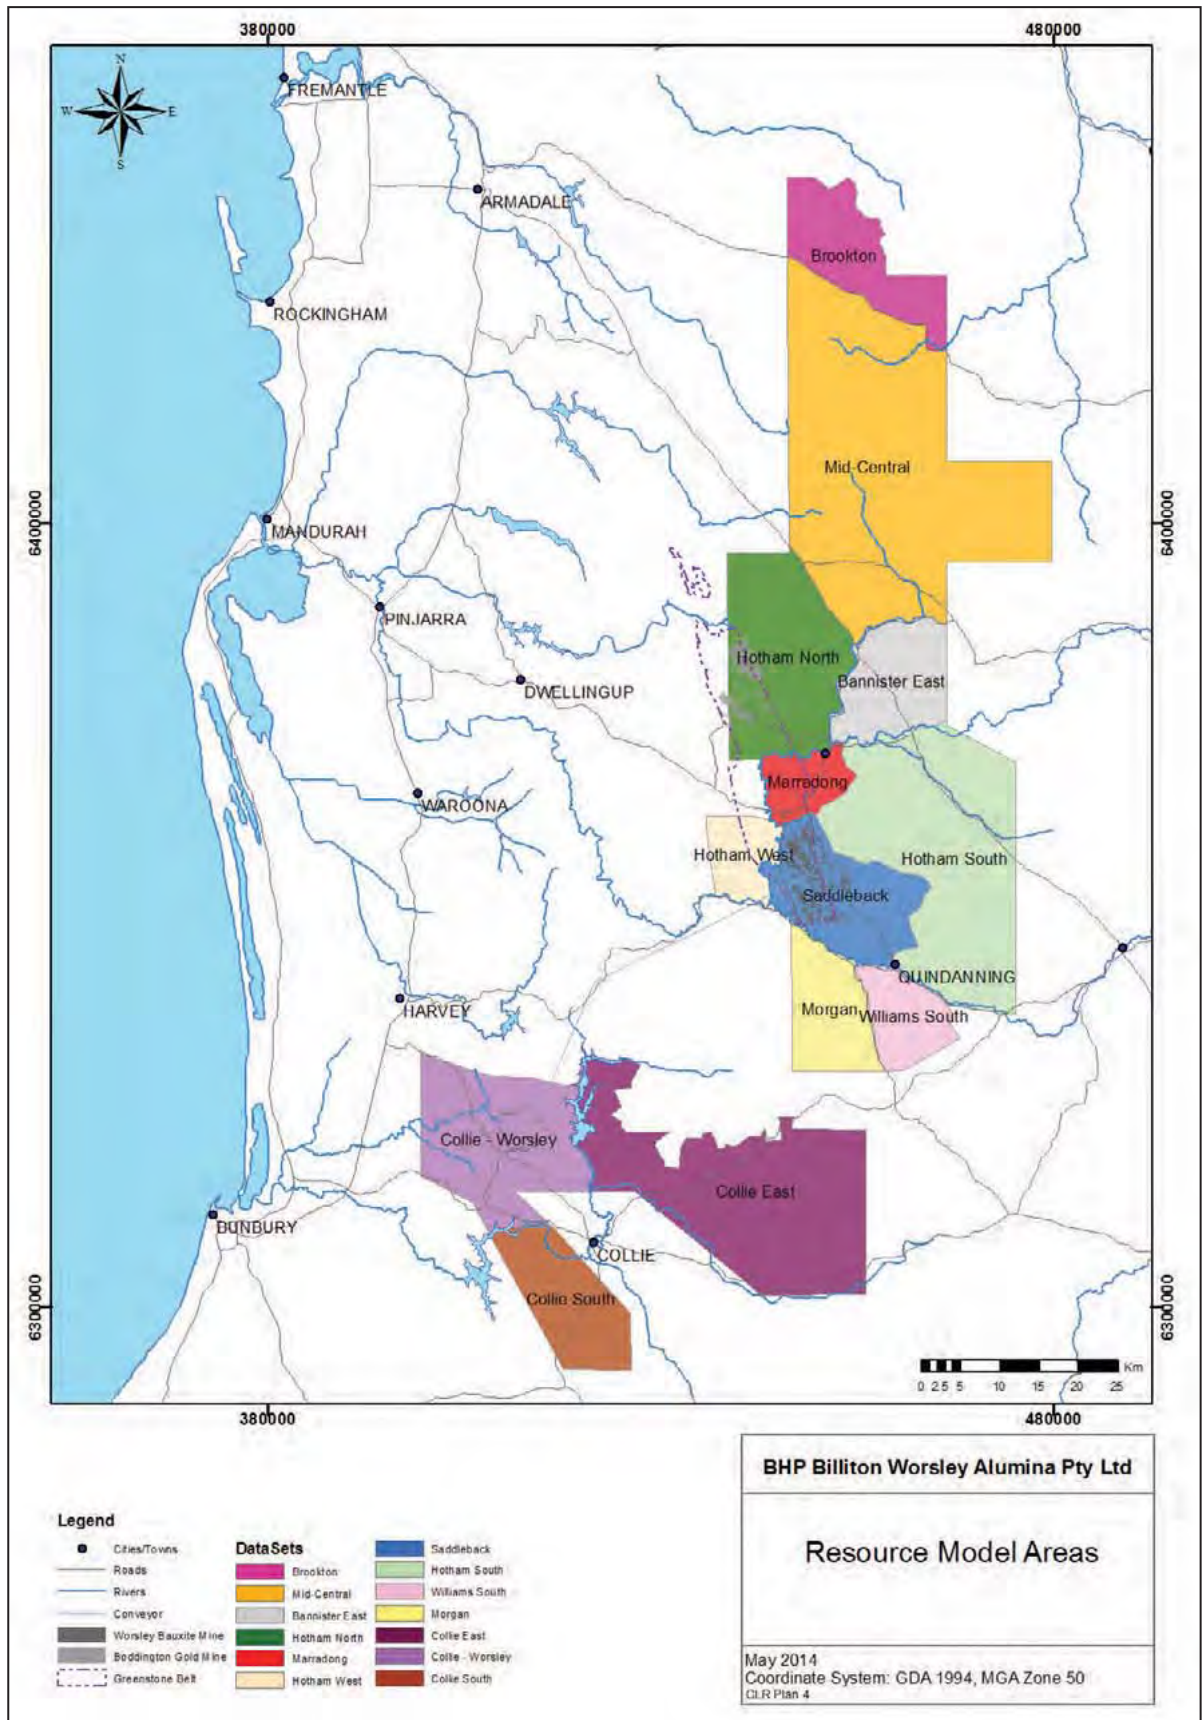 380000
480000
N
W
E
S
FREMANTLE
ARMADALE
Brookton
ROCKINGHAM
Mid-Central
6400000
6400000
MANDURAH
PINJARRA
Hotham North
Bannister East
DWELLINGUP
Marradong
WAROONA
Hotham West
Hotham South
Saddleback
QUINDANNING
HARVEY
Morgan
Williams South
Collie - Worsley
Collie East
BUNBURY
COLLIE
Collie South
6300000
6300000
Km
0 2.5 5 10 15 20 25
380000
480000
BHP Billiton Worsley Alumina Pty Ltd
Resource Model Areas
May 2014
Coordinate System: GDA 1994, MGA Zone 50
CLR Plan 4
Legend
Cities/Towns
Roads
Rivers
Conveyor
Worsley Bauxite Mine
Boddington Gold Mine
Greenstone Belt
DataSets
Brookton
Mid-Central
Bannister East
Hotham North
Marradong
Hotham West
Saddleback
Hotham South
Williams South
Morgan
Collie East
Collie - Worsley
Collie South